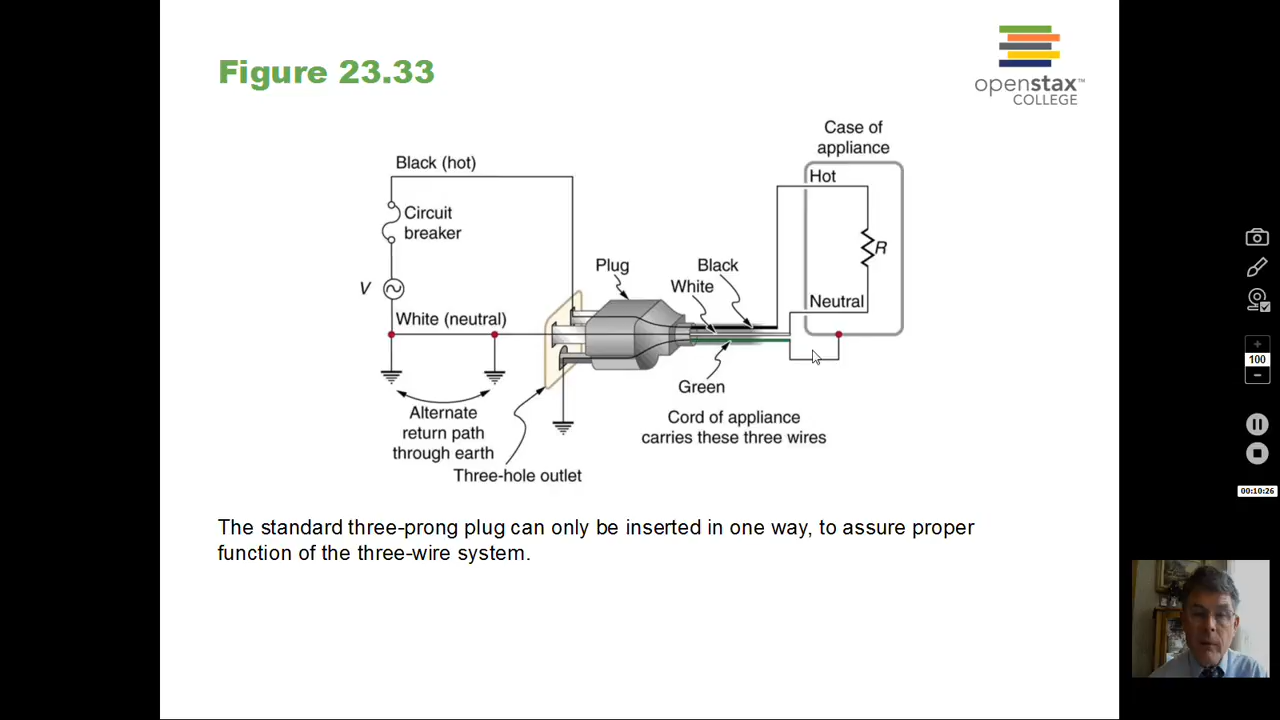 Figure 23.33
openstax™
COLLEGE
Case of
appliance
Black (hot)
Hot
Circuit
breaker
R
Plug
Black
White
V
Neutral
White (neutral)
Green
Alternate
return path
through earth
Cord of appliance
carries these three wires
Three-hole outlet
The standard three-prong plug can only be inserted in one way, to assure proper
function of the three-wire system.
+
100
-
00:10:26